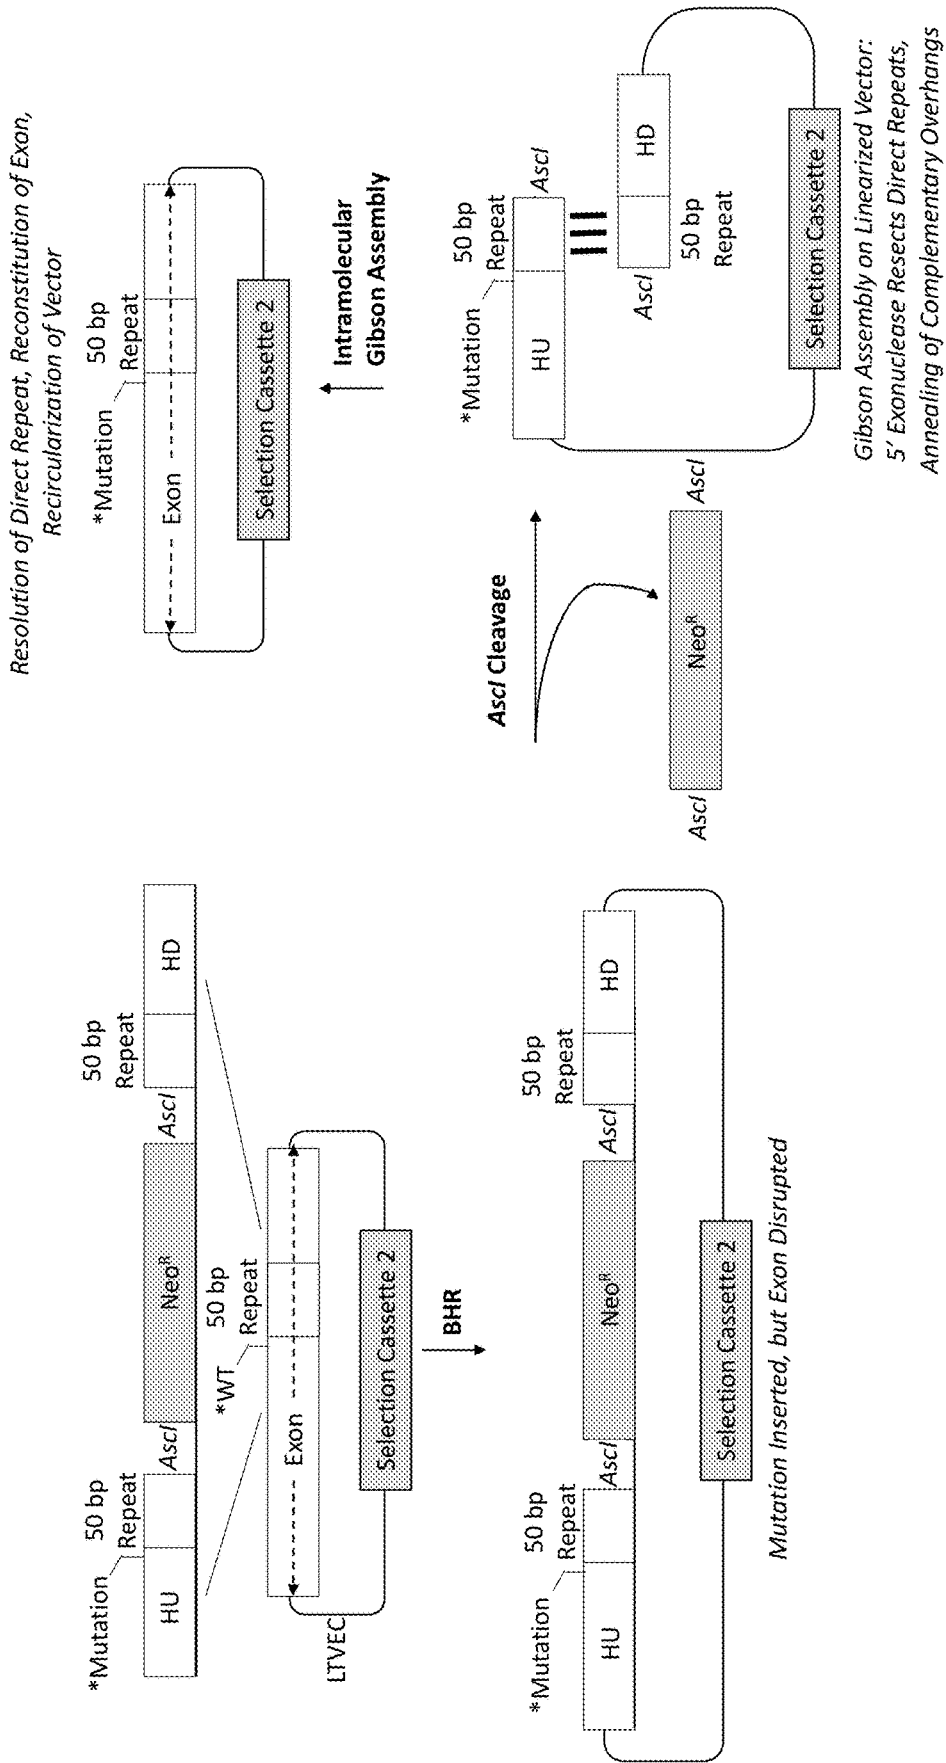 *Mutation
50 bp
Repeat
50 bp
Repeat
HU
AscI
Neo^R
AscI
HD
*WT
50 bp
Repeat
Exon
LTVEC
Selection Cassette 2
BHR
*Mutation
50 bp
Repeat
50 bp
Repeat
HU
AscI
Neo^R
AscI
HD
Selection Cassette 2
Mutation Inserted, but Exon Disrupted
AscI Cleavage
AscI
Neo^R
AscI
*Mutation
50 bp
Repeat
HU
AscI
AscI
HD
50 bp
Repeat
Selection Cassette 2
Gibson Assembly on Linearized Vector:
5' Exonuclease Resects Direct Repeats,
Annealing of Complementary Overhangs
Intramolecular
Gibson Assembly
Resolution of Direct Repeat, Reconstitution of Exon,
Recircularization of Vector
*Mutation
50 bp
Repeat
Exon
Selection Cassette 2